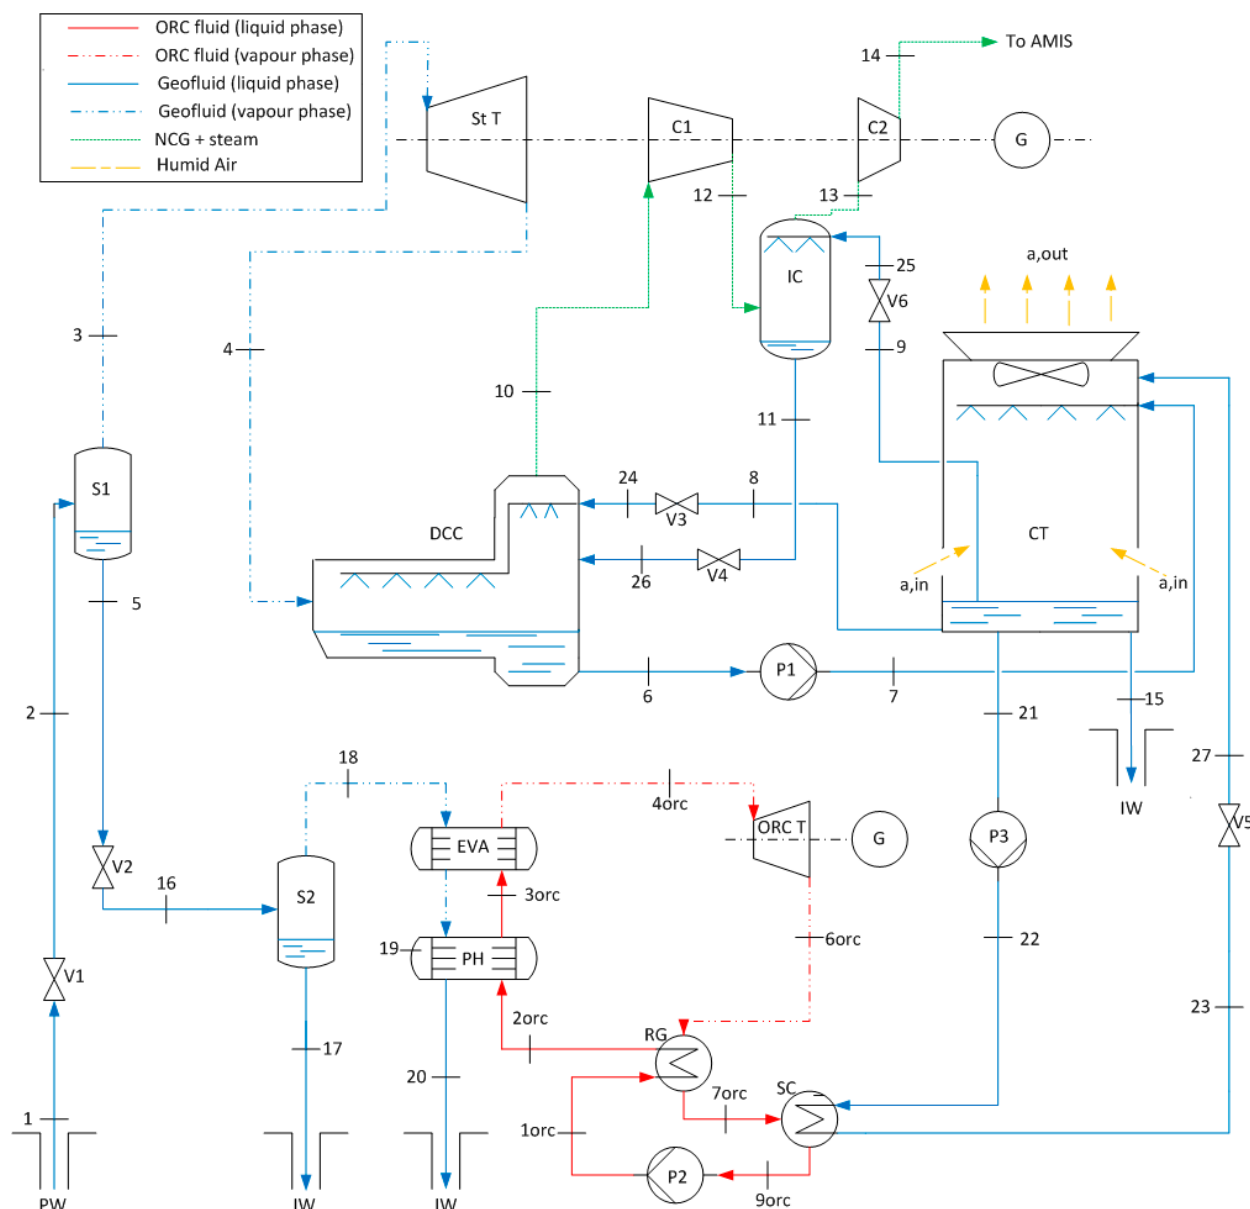 ORC fluid (liquid phase)
ORC fluid (vapour phase)
Geofluid (liquid phase)
Geofluid (vapour phase)
NCG + steam
Humid Air
14
To AMIS
St T
C1
C2
G
12
13
25
a,out
IC
V6
3
4
9
10
11
S1
24
8
V3
DCC
CT
26
V4
a,in
a,in
5
6
P1
7
2
21
15
18
27
4orc
IW
ORC T
G
EVA
P3
V5
V2
16
S2
3orc
19
PH
6orc
22
V1
2orc
RG
23
17
20
7orc
SC
1
1orc
P2
9orc
PW
IW
IW